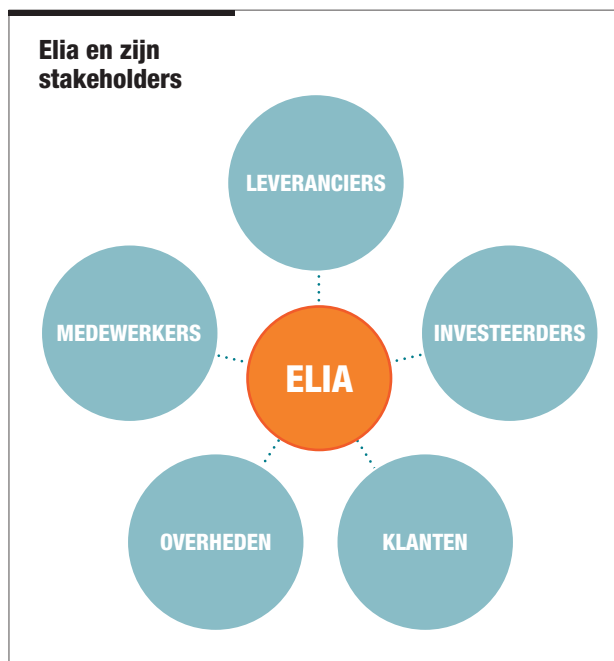 Elia en zijn
stakeholders
LEVERANCIERS
MEDEWERKERS
INVESTEERDERS
ELIA
OVERHEDEN
KLANTEN